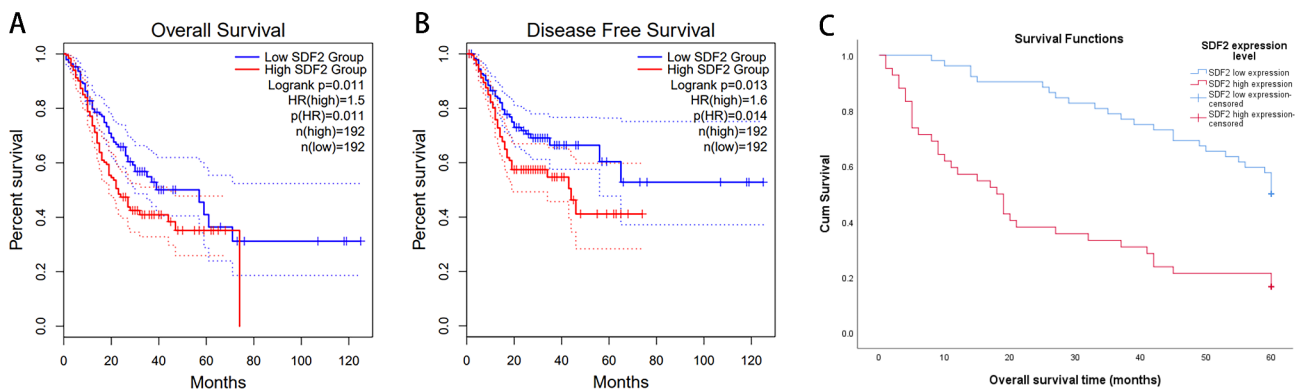 A
Overall Survival
Percent survival
1.0
0.8
0.6
0.4
0.2
0.0
Low SDF2 Group
High SDF2 Group
Logrank p=0.011
HR(high)=1.5
p(HR)=0.011
n(high)=192
n(low)=192
0 20 40 60 80 100 120
Months
B
Disease Free Survival
Percent survival
1.0
0.8
0.6
0.4
0.2
0.0
Low SDF2 Group
High SDF2 Group
Logrank p=0.013
HR(high)=1.6
p(HR)=0.014
n(high)=192
n(low)=192
0 20 40 60 80 100 120
Months
C
Survival Functions
Cum Survival
1.0
0.8
0.6
0.4
0.2
0.0
SDF2 expression
level
SDF2 low expression
SDF2 high expression
SDF2 low expression-
censored
SDF2 high expression-
censored
0 10 20 30 40 50 60
Overall survival time (months)